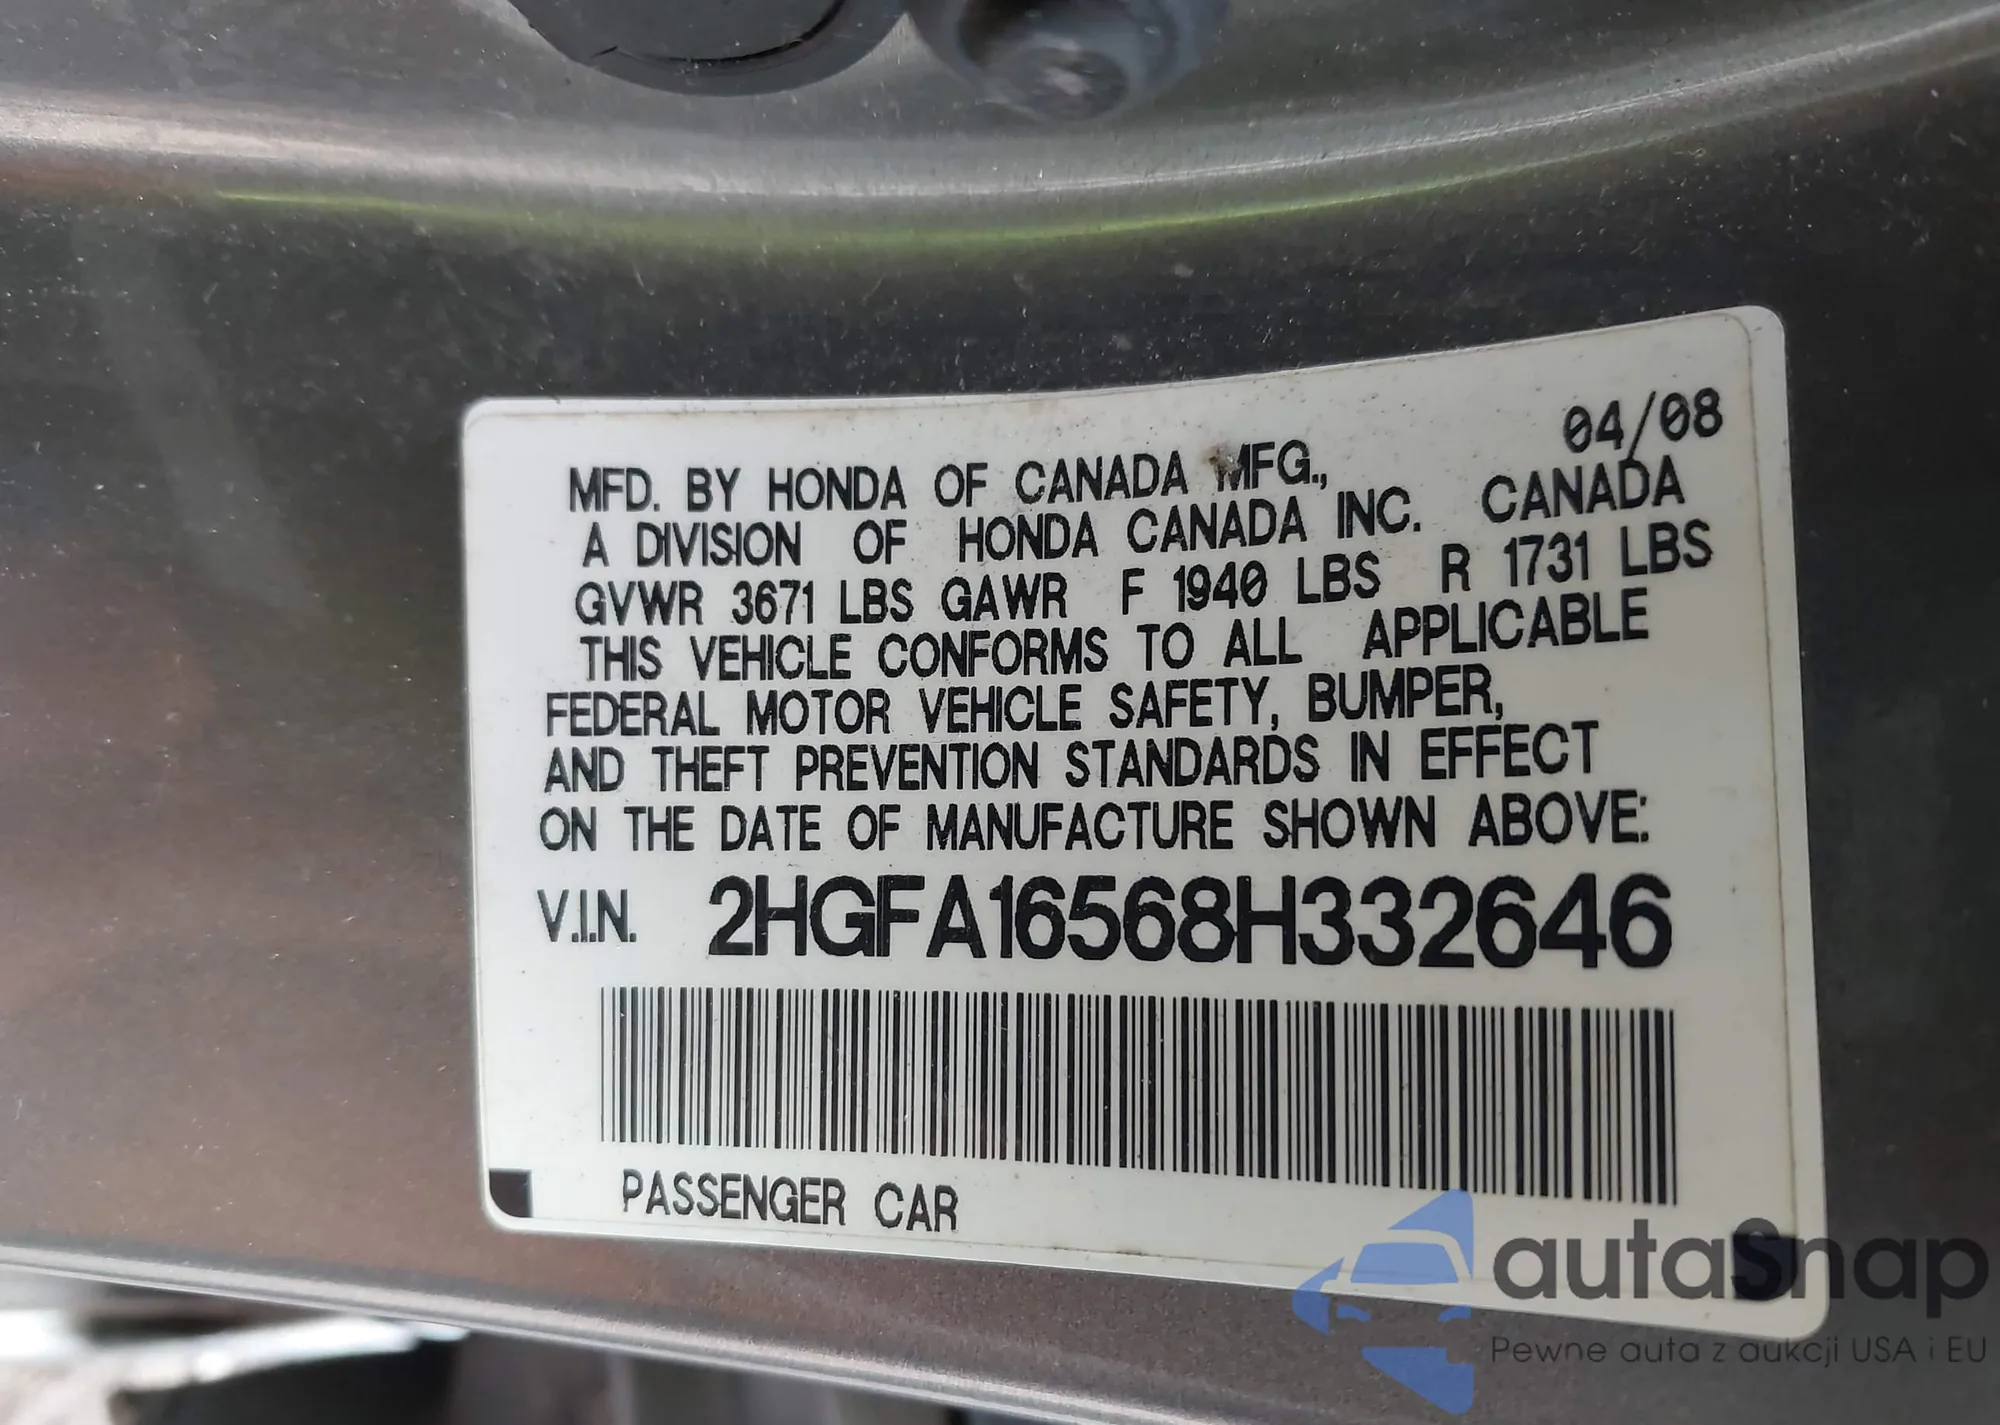 04/08
MFD. BY HONDA OF CANADA MFG.,
A DIVISION OF HONDA CANADA INC. CANADA
GVWR 3671 LBS GAWR F 1940 LBS R 1731 LBS
THIS VEHICLE CONFORMS TO ALL APPLICABLE
FEDERAL MOTOR VEHICLE SAFETY, BUMPER,
AND THEFT PREVENTION STANDARDS IN EFFECT
ON THE DATE OF MANUFACTURE SHOWN ABOVE:
V.I.N. 2HGFA16568H332646
PASSENGER CAR
autaSnap
Pewne auta z aukcji USA i EU